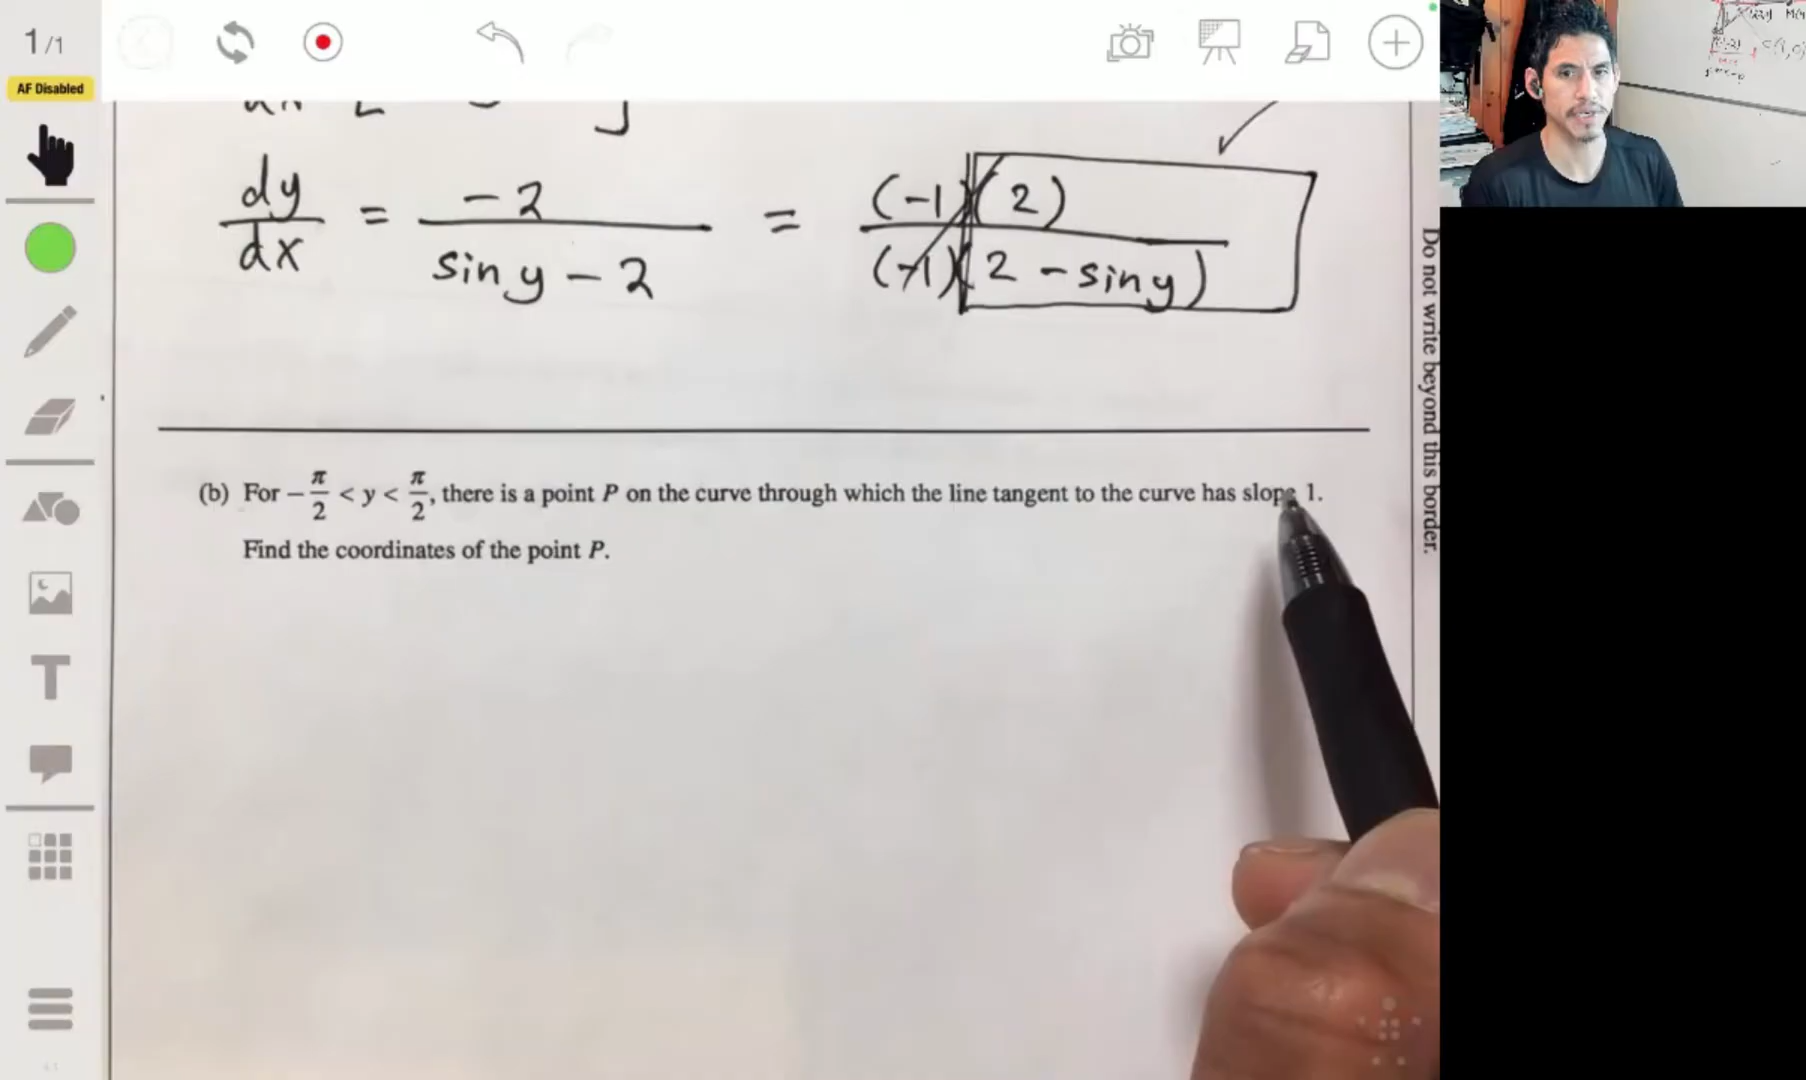 1/1
AF Disabled
dy/dx = -2/(sin y - 2) = (-1)(2)/(-1)(2 - sin y)
(b) For -π/2 < y < π/2, there is a point P on the curve through which the line tangent to the curve has slope 1.
Find the coordinates of the point P.
Do not write beyond this border.
T